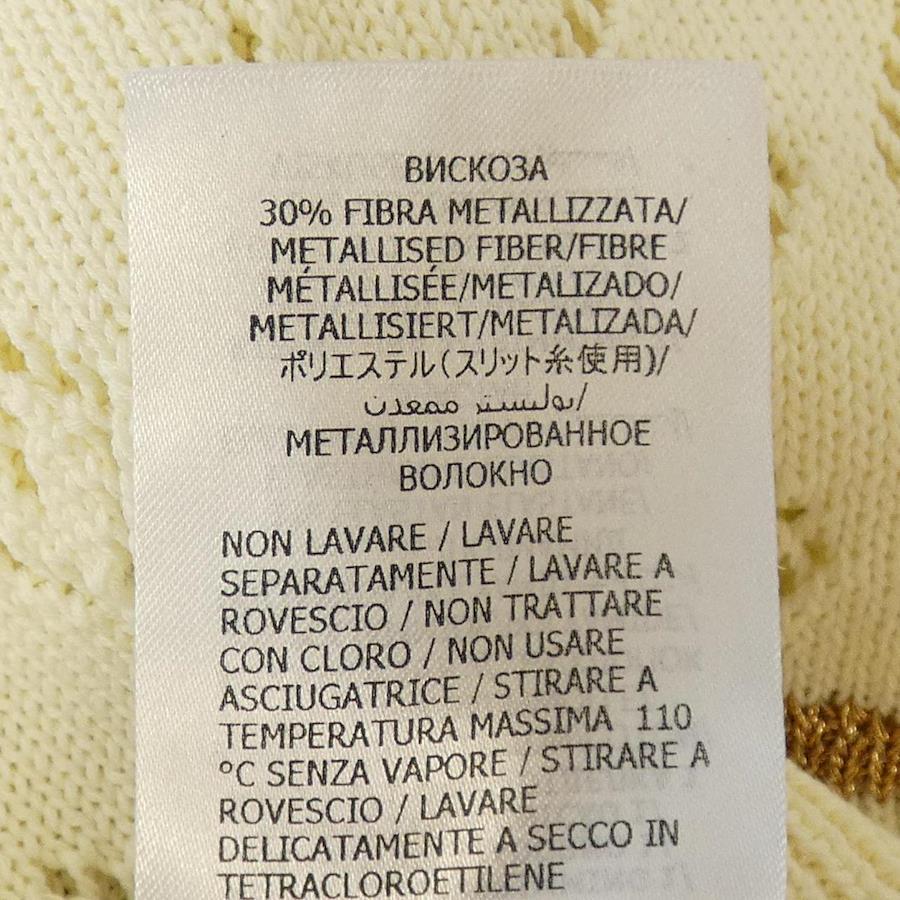 ВИСКОЗА
30% FIBRA METALLIZZATA/
METALLISED FIBER/FIBRE
MÉTALLISÉE/METALIZADO/
METALLISIERT/METALIZADA/
ポリエステル(スリット糸使用)/
بوليستر ممعدن/
МЕТАЛЛИЗИРОВАННОЕ
ВОЛОКНО
NON LAVARE / LAVARE
SEPARATAMENTE / LAVARE A
ROVESCIO / NON TRATTARE
CON CLORO / NON USARE
ASCIUGATRICE / STIRARE A
TEMPERATURA MASSIMA 110
°C SENZA VAPORE / STIRARE A
ROVESCIO / LAVARE
DELICATAMENTE A SECCO IN
TETRACLOROETILENE